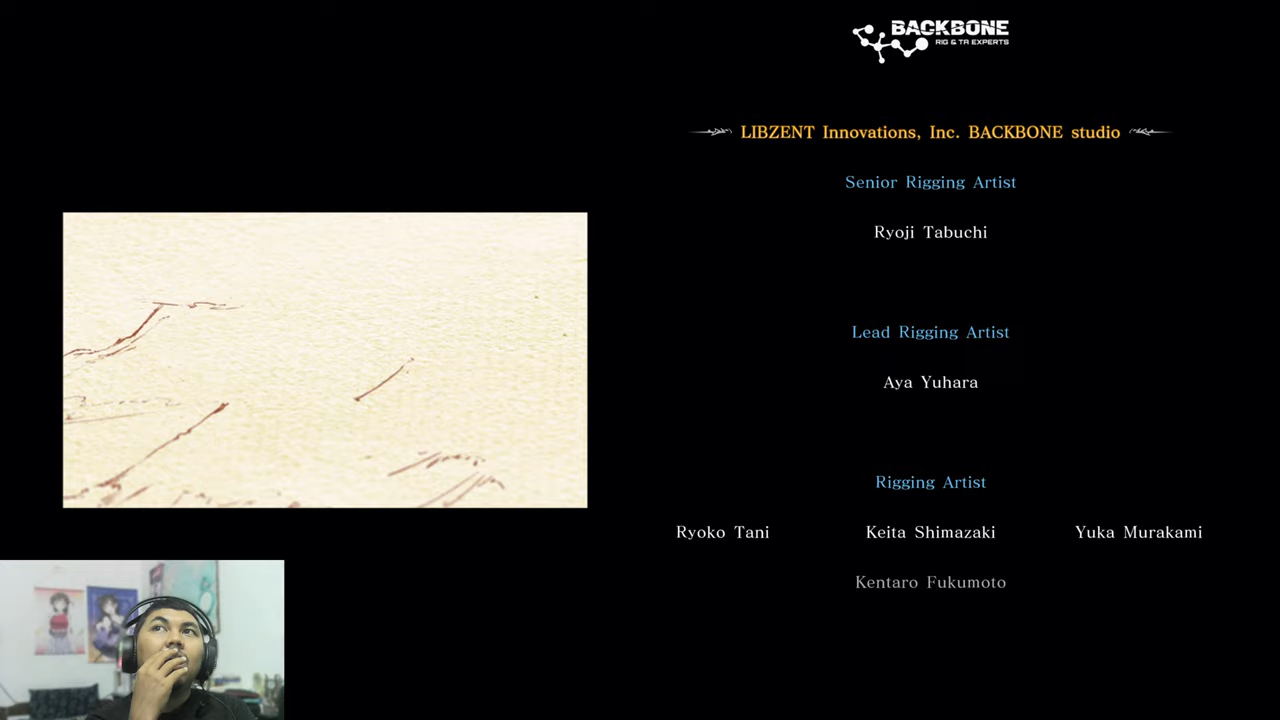 BACKBONE
RIG & TA EXPERTS
LIBZENT Innovations, Inc. BACKBONE studio
Senior Rigging Artist
Ryoji Tabuchi
Lead Rigging Artist
Aya Yuhara
Rigging Artist
Ryoko Tani Keita Shimazaki Yuka Murakami
Kentaro Fukumoto